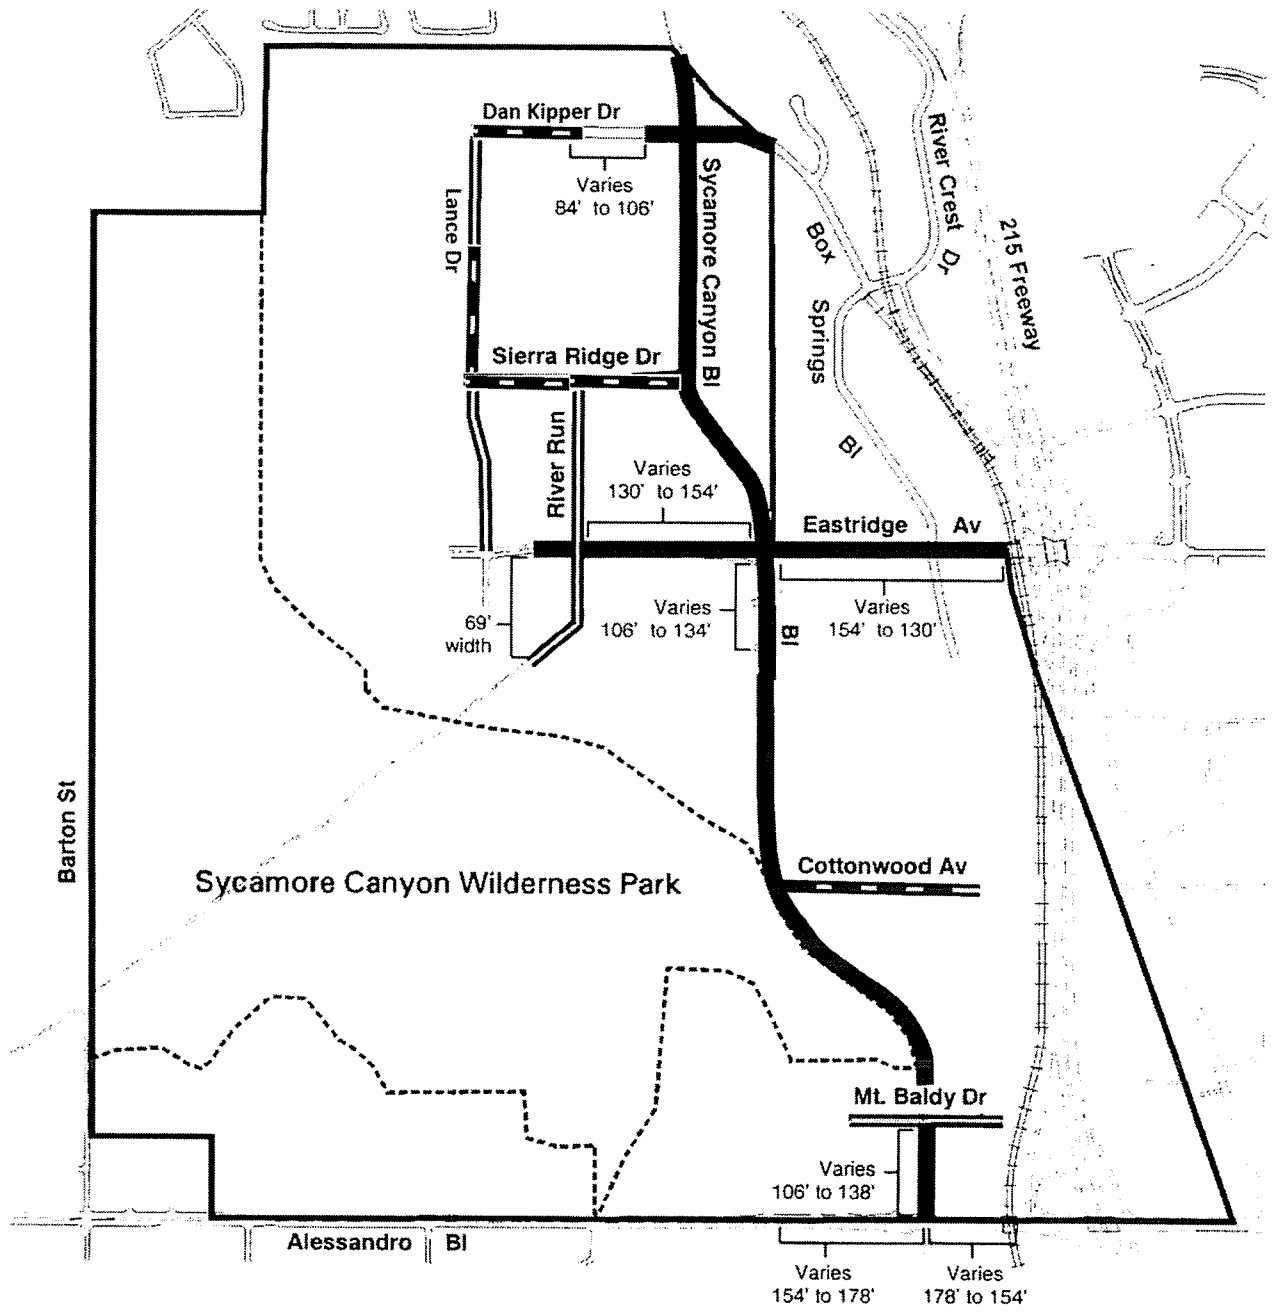 Dan Kipper Dr
Varies
84' to 106'
Lance Dr
Sycamore Canyon Bl
River Crest Dr
Box Springs Bl
215 Freeway
Sierra Ridge Dr
River Run
Varies
130' to 154'
Eastridge Av
69'
width
Varies
106' to 134'
Bl
Varies
154' to 130'
Barton St
Sycamore Canyon Wilderness Park
Cottonwood Av
Mt. Baldy Dr
Varies
106' to 138'
Alessandro Bl
Varies
154' to 178'
Varies
178' to 154'